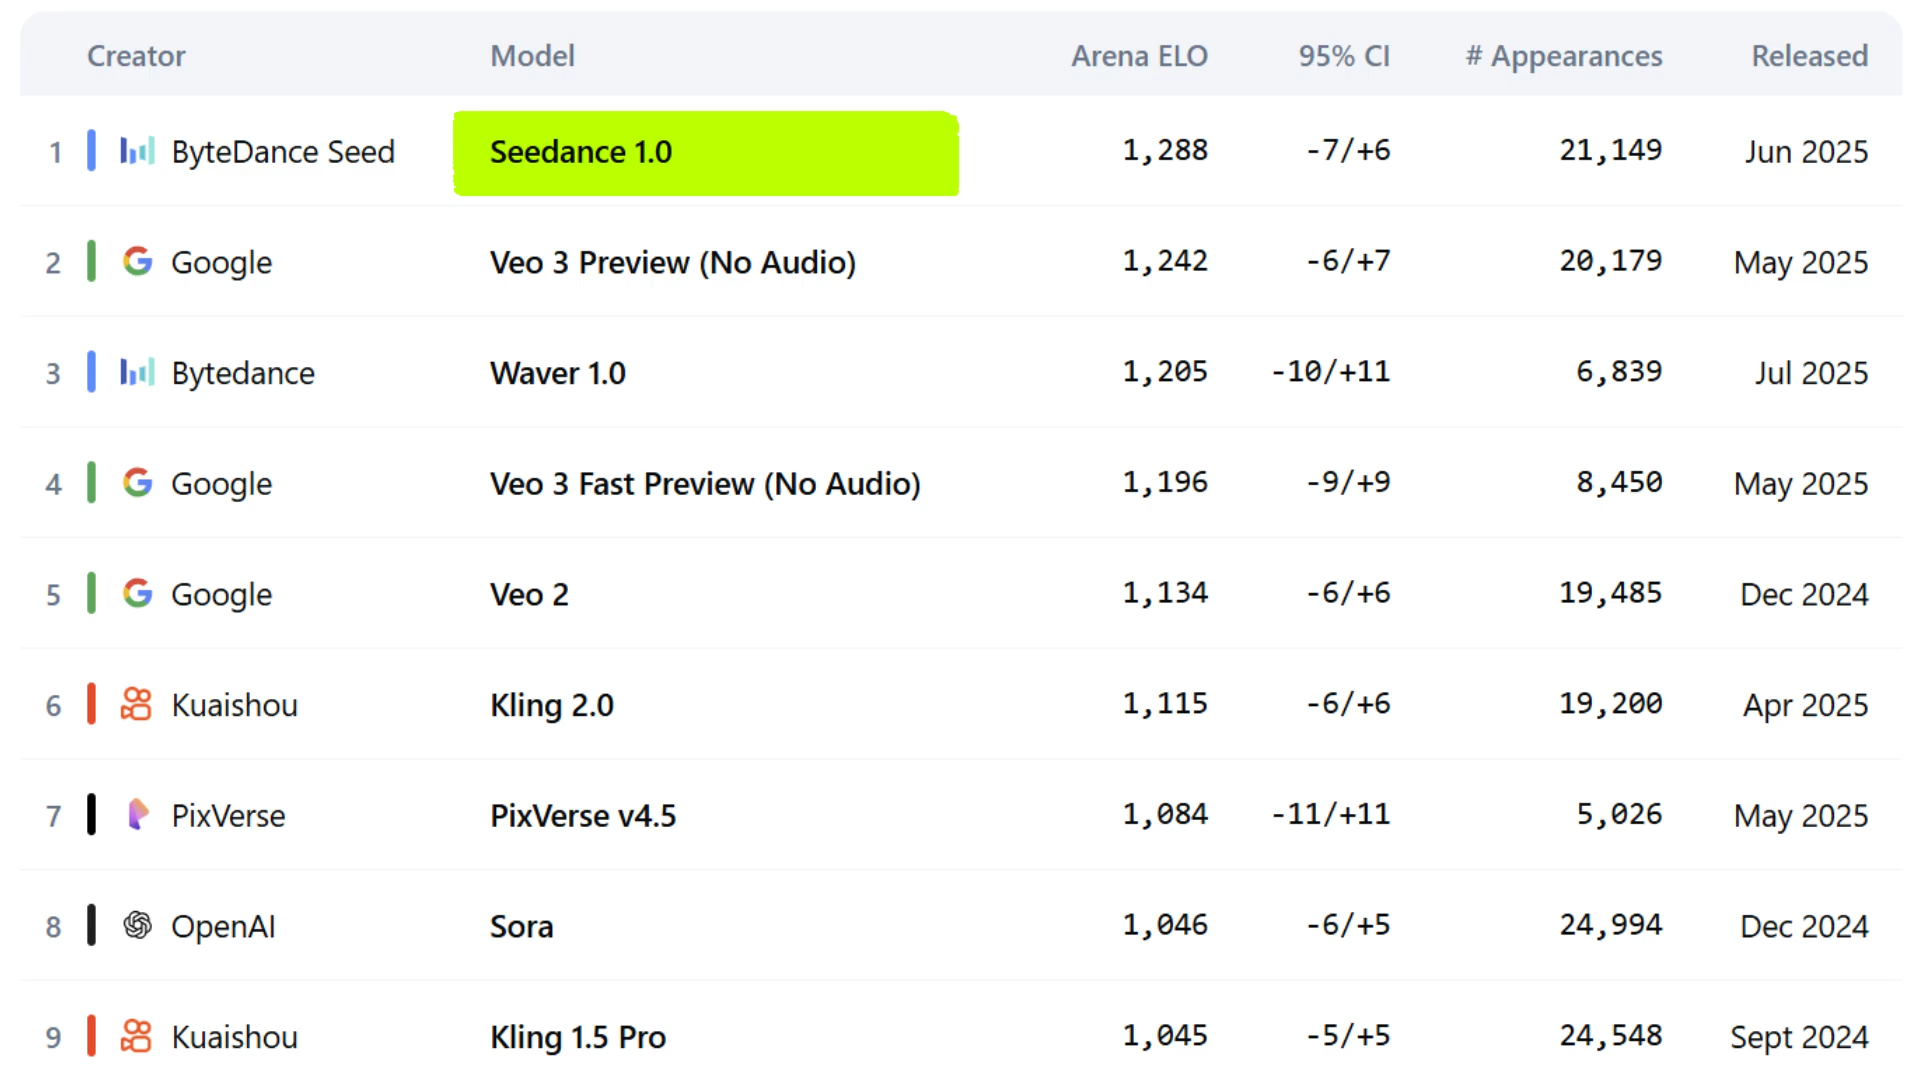 Creator Model Arena ELO 95% CI # Appearances Released
1 ByteDance Seed Seedance 1.0 1,288 -7/+6 21,149 Jun 2025
2 Google Veo 3 Preview (No Audio) 1,242 -6/+7 20,179 May 2025
3 Bytedance Waver 1.0 1,205 -10/+11 6,839 Jul 2025
4 Google Veo 3 Fast Preview (No Audio) 1,196 -9/+9 8,450 May 2025
5 Google Veo 2 1,134 -6/+6 19,485 Dec 2024
6 Kuaishou Kling 2.0 1,115 -6/+6 19,200 Apr 2025
7 PixVerse PixVerse v4.5 1,084 -11/+11 5,026 May 2025
8 OpenAI Sora 1,046 -6/+5 24,994 Dec 2024
9 Kuaishou Kling 1.5 Pro 1,045 -5/+5 24,548 Sept 2024